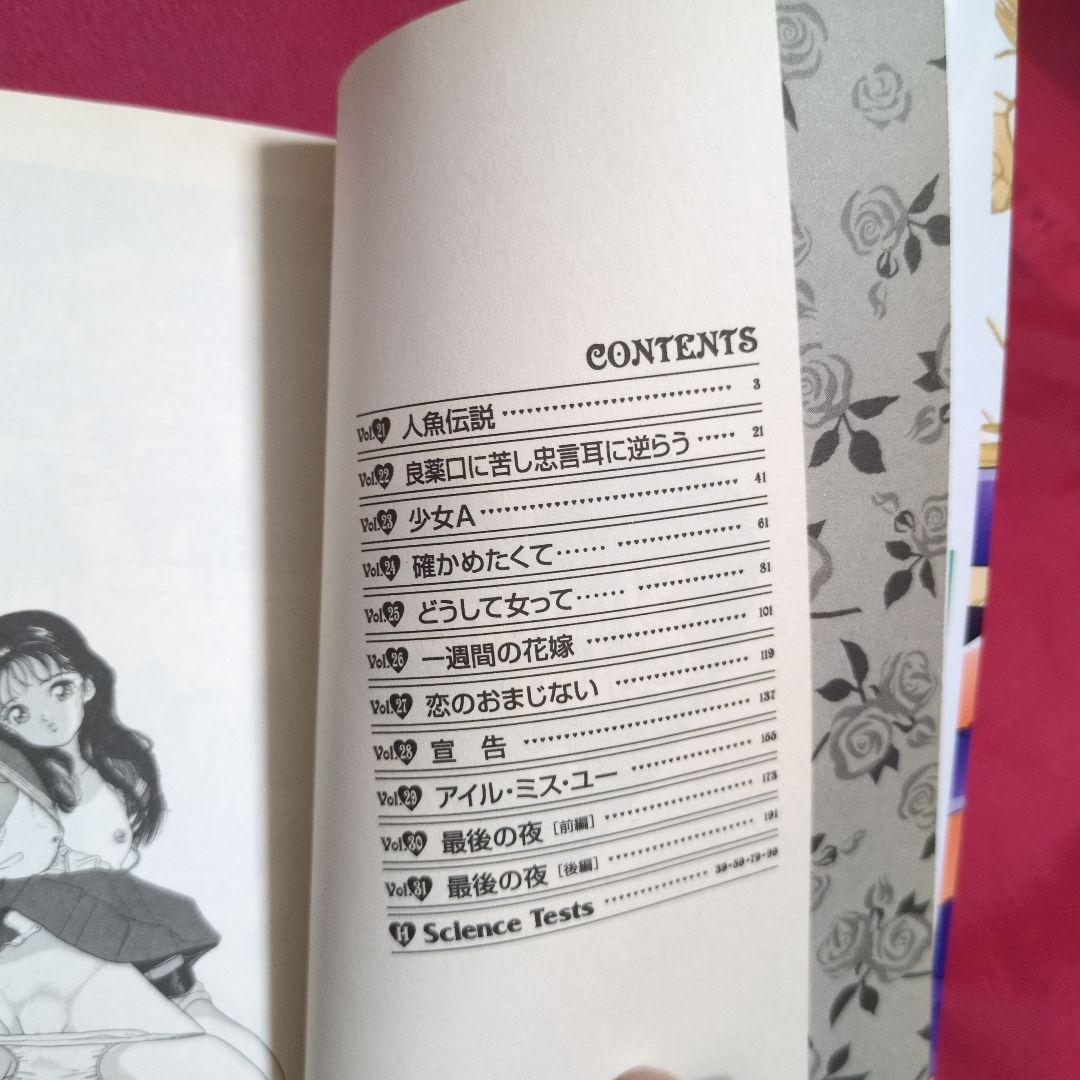 CONTENTS
Vol.21 人魚伝説 3
Vol.22 良薬口に苦し忠言耳に逆らう 21
Vol.23 少女A 41
Vol.24 確かめたくて…… 61
Vol.25 どうして女って…… 81
Vol.26 一週間の花嫁 101
Vol.27 恋のおまじない 119
Vol.28 宣 告 137
Vol.29 アイル・ミス・ユー 155
Vol.30 最後の夜 [前編] 173
Vol.31 最後の夜 [後編] 191
H Science Tests 39・59・79・99